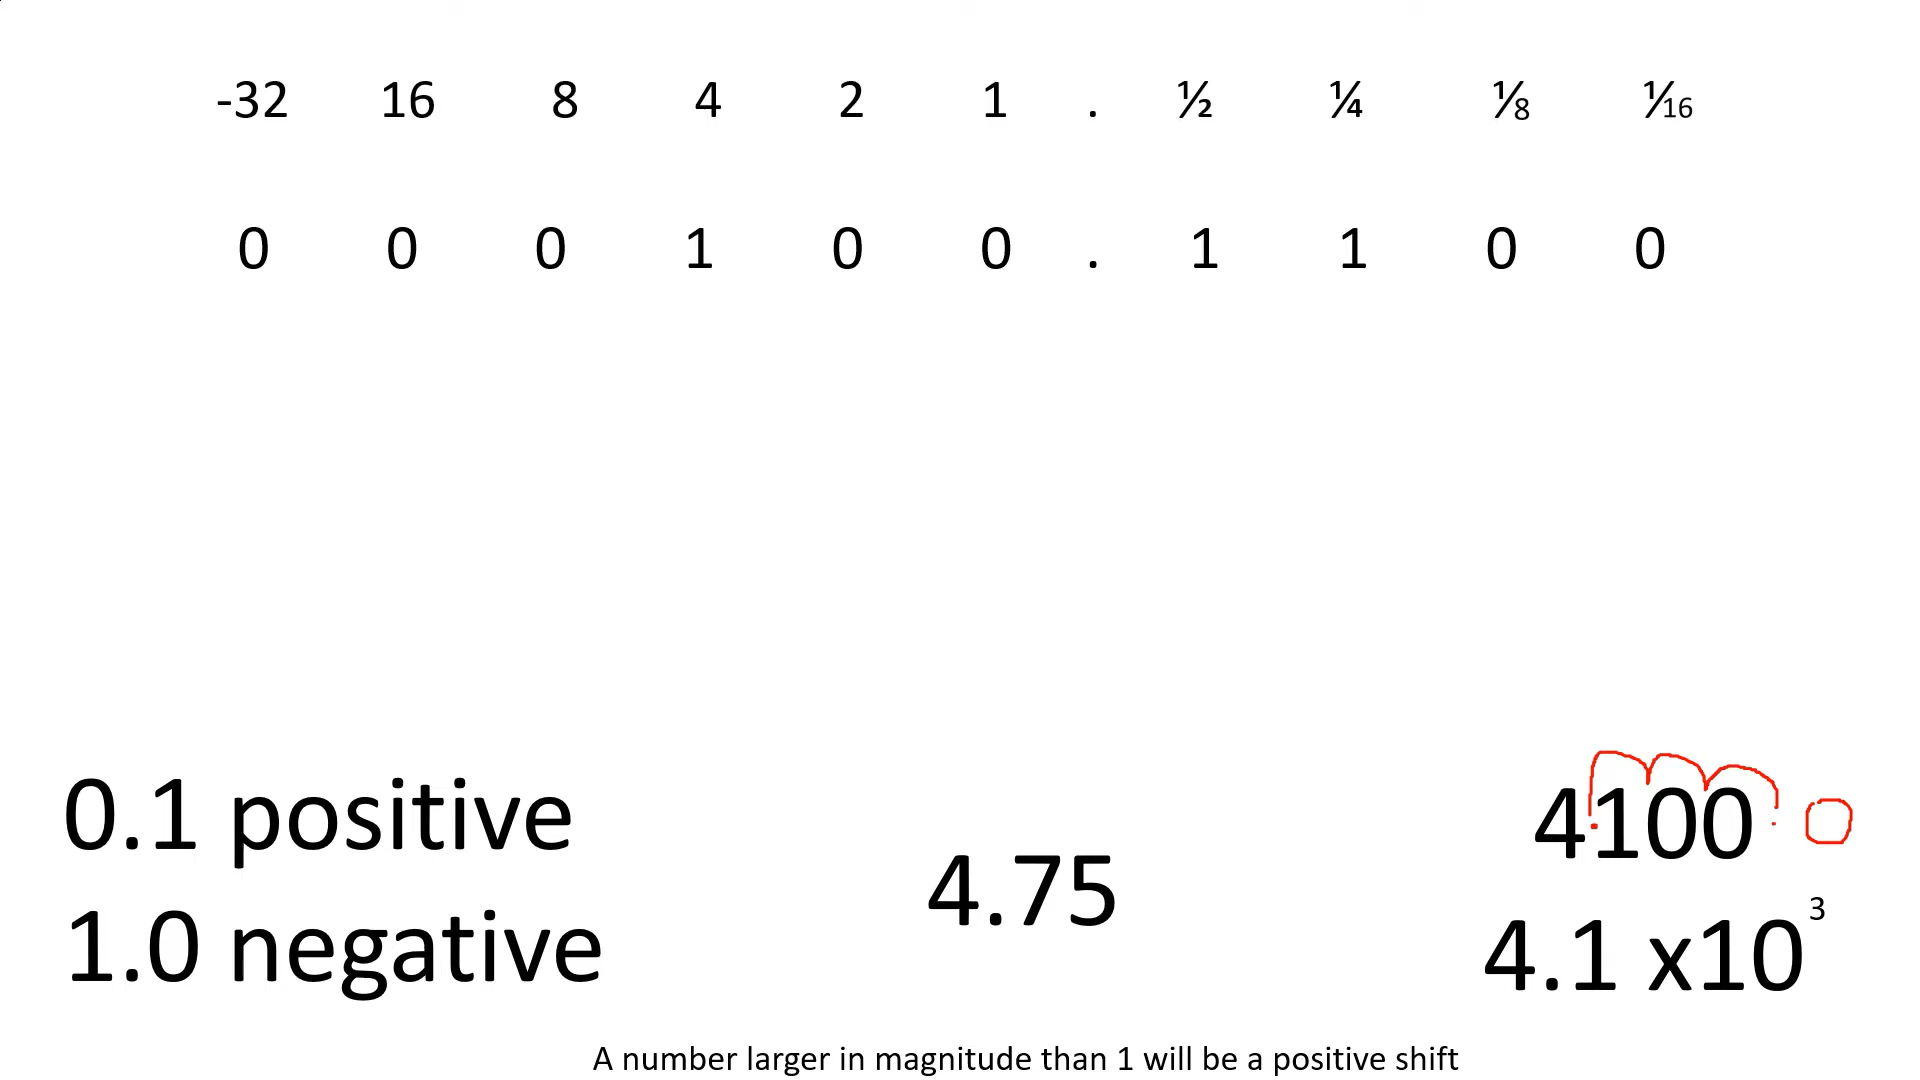 -32 16 8 4 2 1 . ½ ¼ ⅛ ⅟16
0 0 0 1 0 0 . 1 1 0 0
0.1 positive
1.0 negative
4.75
4100
4.1 x10³
A number larger in magnitude than 1 will be a positive shift